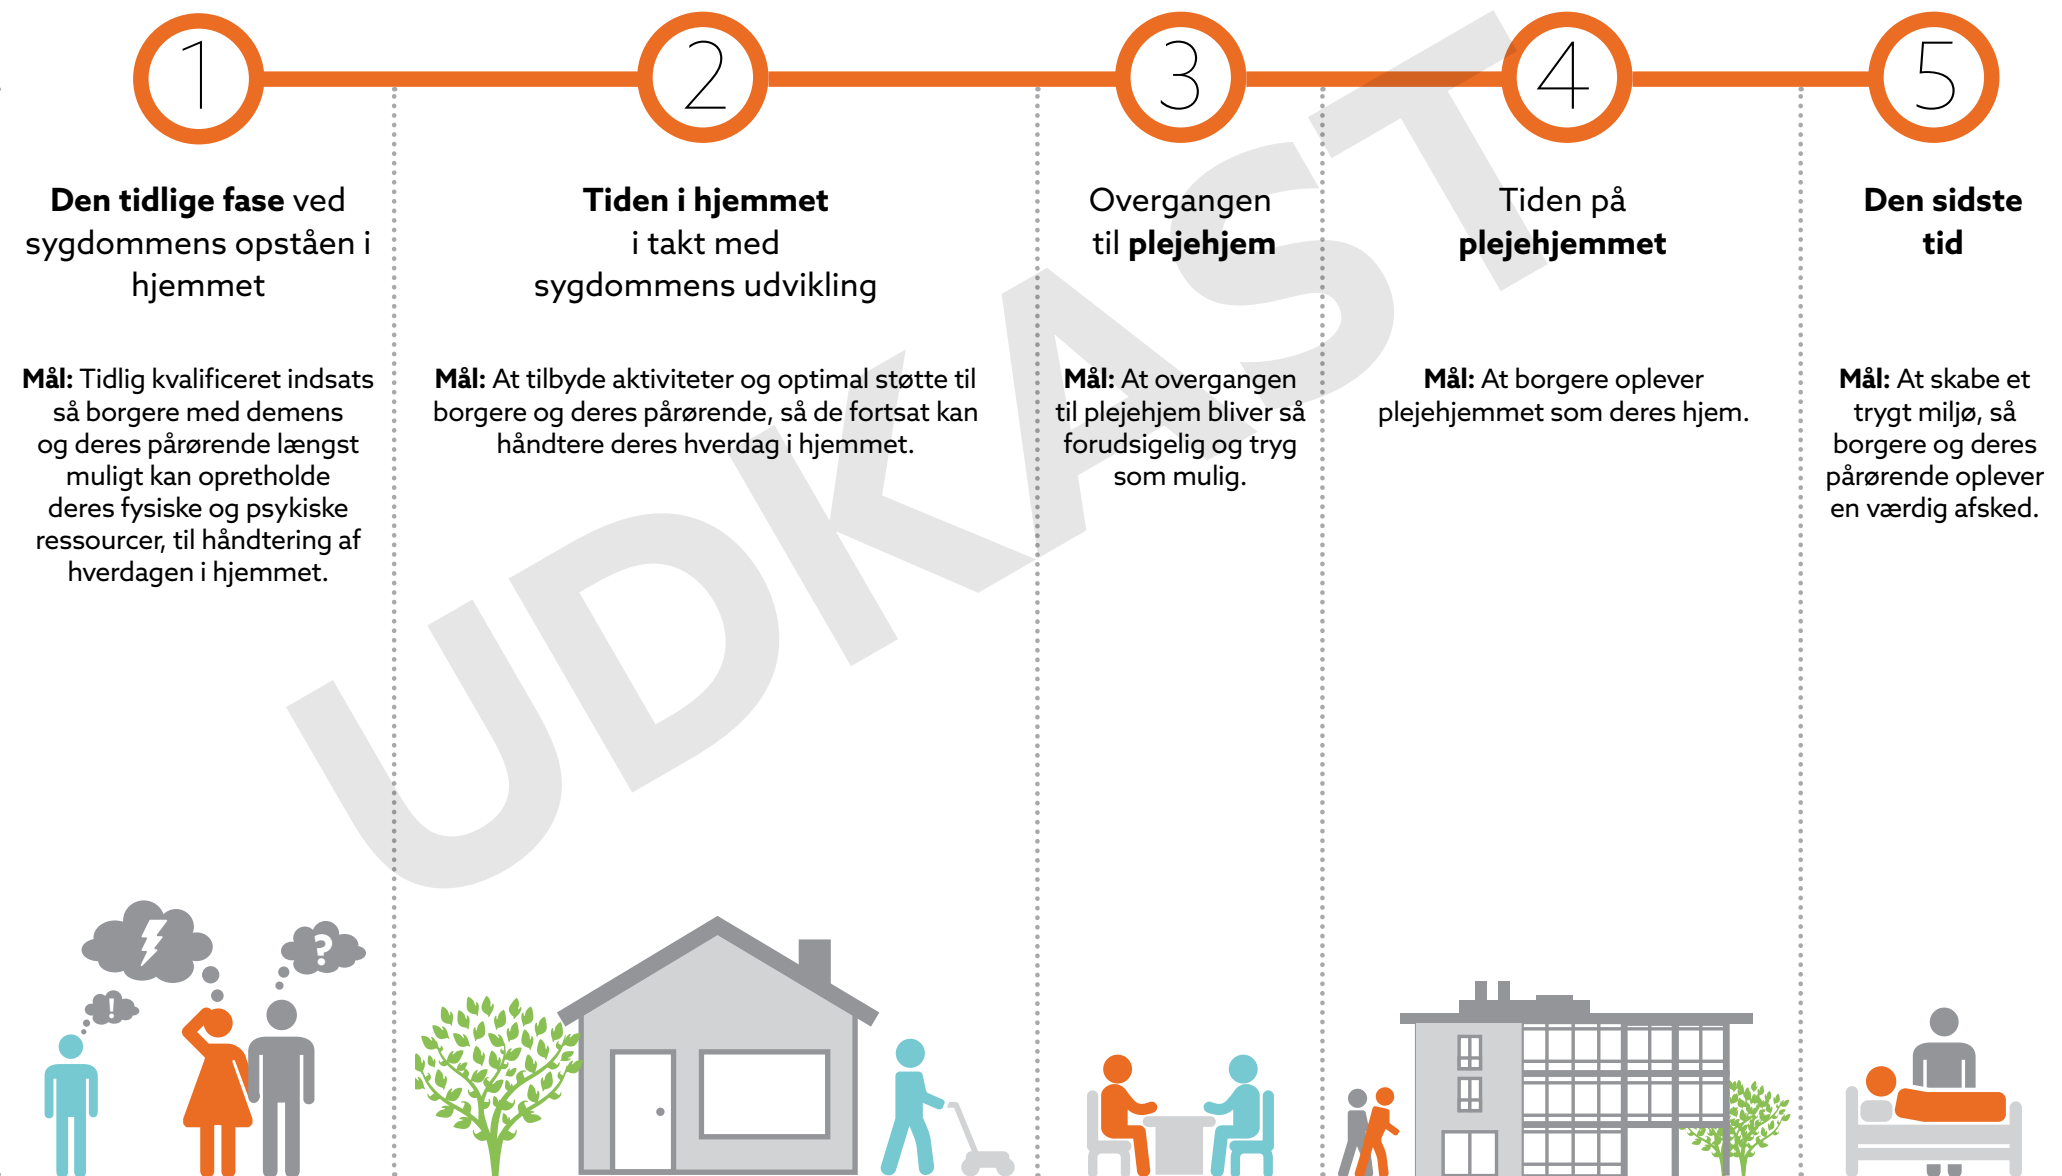 1
2
3
4
5
Den tidlige fase ved
sygdommens opståen i
hjemmet
Mål: Tidlig kvalificeret indsats
så borgere med demens
og deres pårørende længst
muligt kan opretholde
deres fysiske og psykiske
ressourcer, til håndtering af
hverdagen i hjemmet.
Tiden i hjemmet
i takt med
sygdommens udvikling
Mål: At tilbyde aktiviteter og optimal støtte til
borgere og deres pårørende, så de fortsat kan
håndtere deres hverdag i hjemmet.
Overgangen
til plejehjem
Mål: At overgangen
til plejehjem bliver så
forudsigelig og tryg
som mulig.
Tiden på
plejehjemmet
Mål: At borgere oplever
plejehjemmet som deres hjem.
Den sidste
tid
Mål: At skabe et
trygt miljø, så
borgere og deres
pårørende oplever
en værdig afsked.
UDKAST
!
?